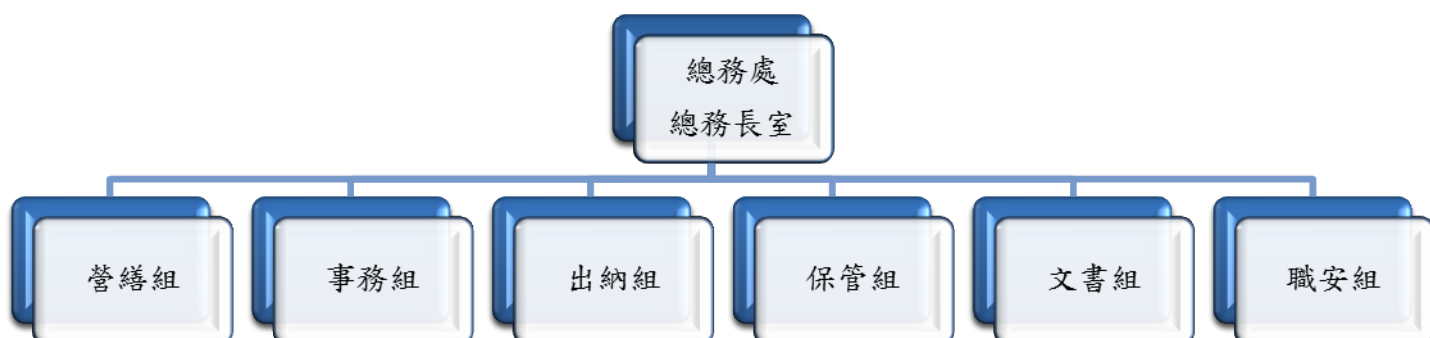 總務處
總務長室
營繕組
事務組
出納組
保管組
文書組
職安組